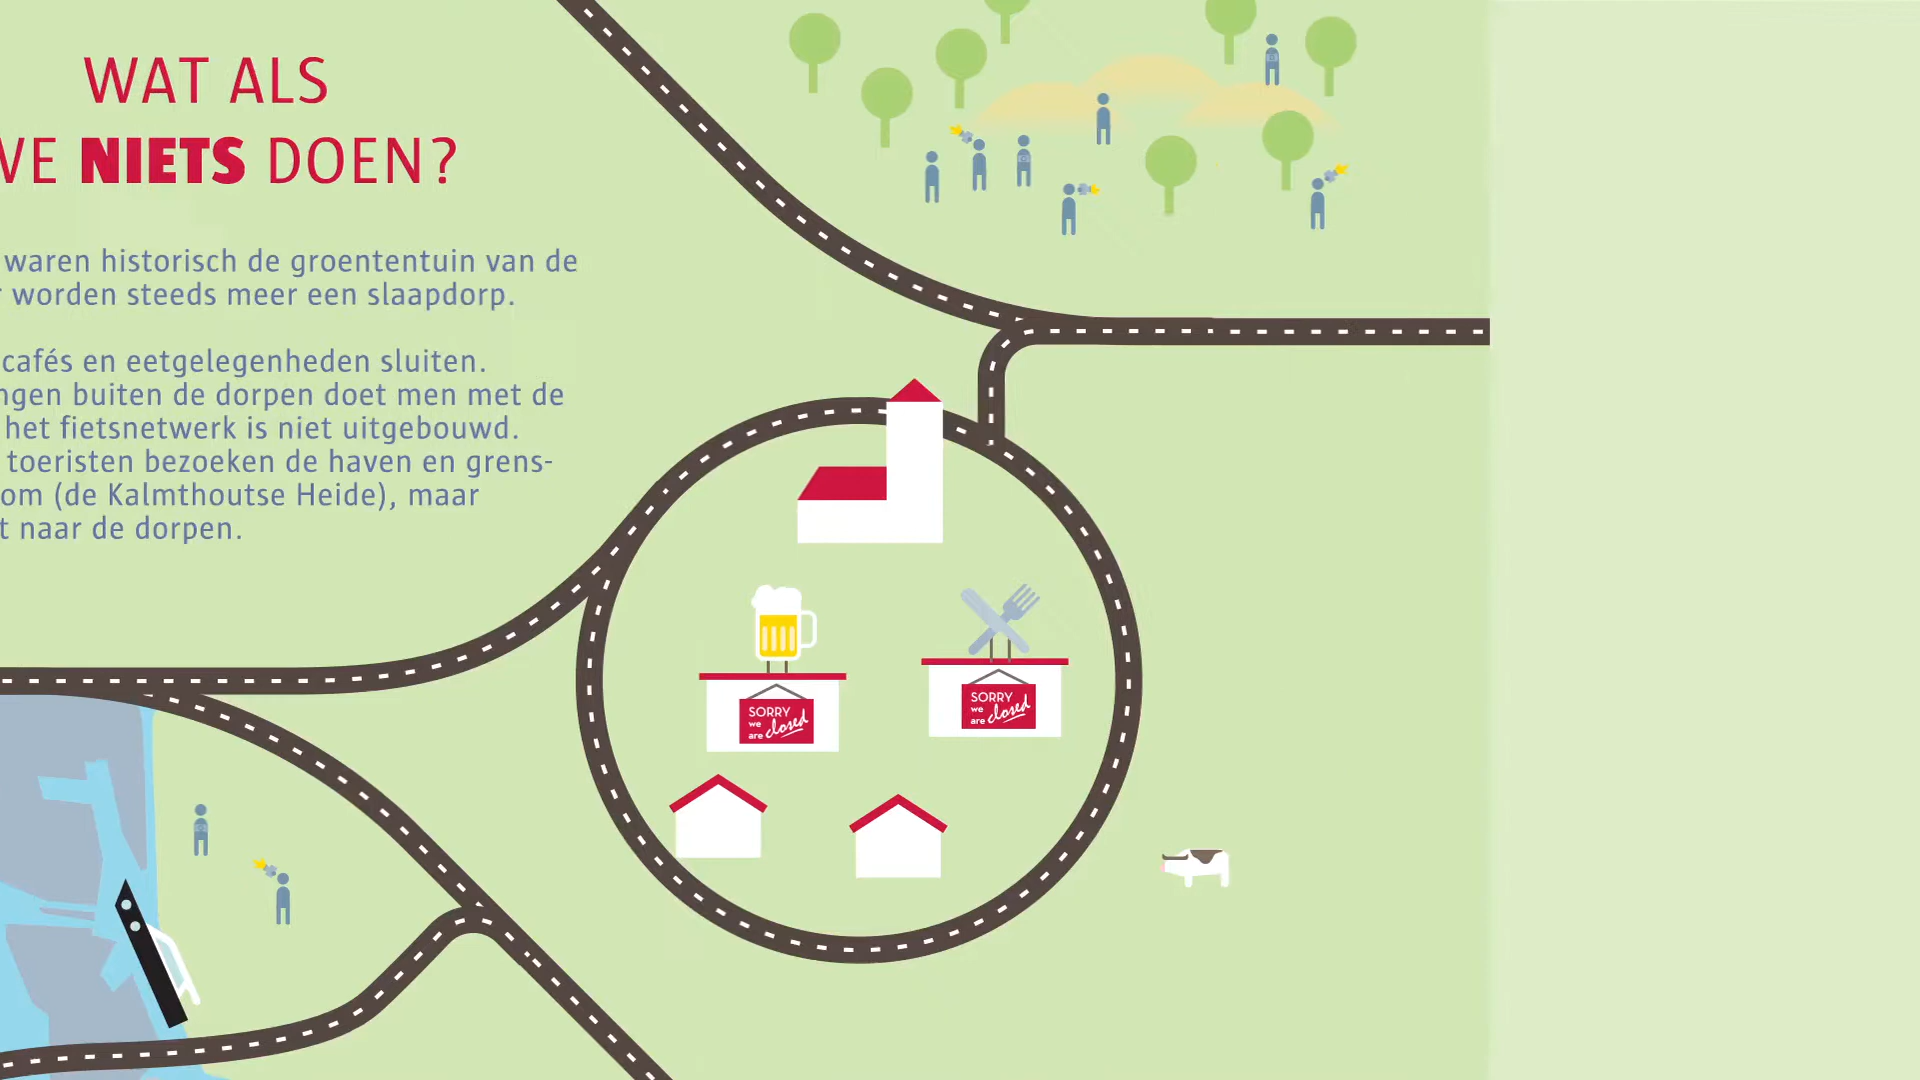 WAT ALS
WE NIETS DOEN?
waren historisch de groentetuin van de
worden steeds meer een slaapdorp.
cafés en eetgelegenheden sluiten.
ngen buiten de dorpen doet men met de
het fietsnetwerk is niet uitgebouwd.
toeristen bezoeken de haven en grens-
om (de Kalmthoutse Heide), maar
t naar de dorpen.
SORRY
we
are closed
SORRY
we
are closed